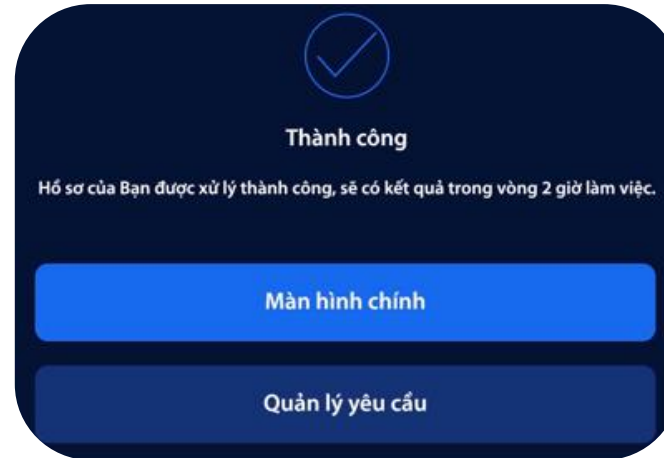 Thành công
Hồ sơ của Bạn được xử lý thành công, sẽ có kết quả trong vòng 2 giờ làm việc.
Màn hình chính
Quản lý yêu cầu